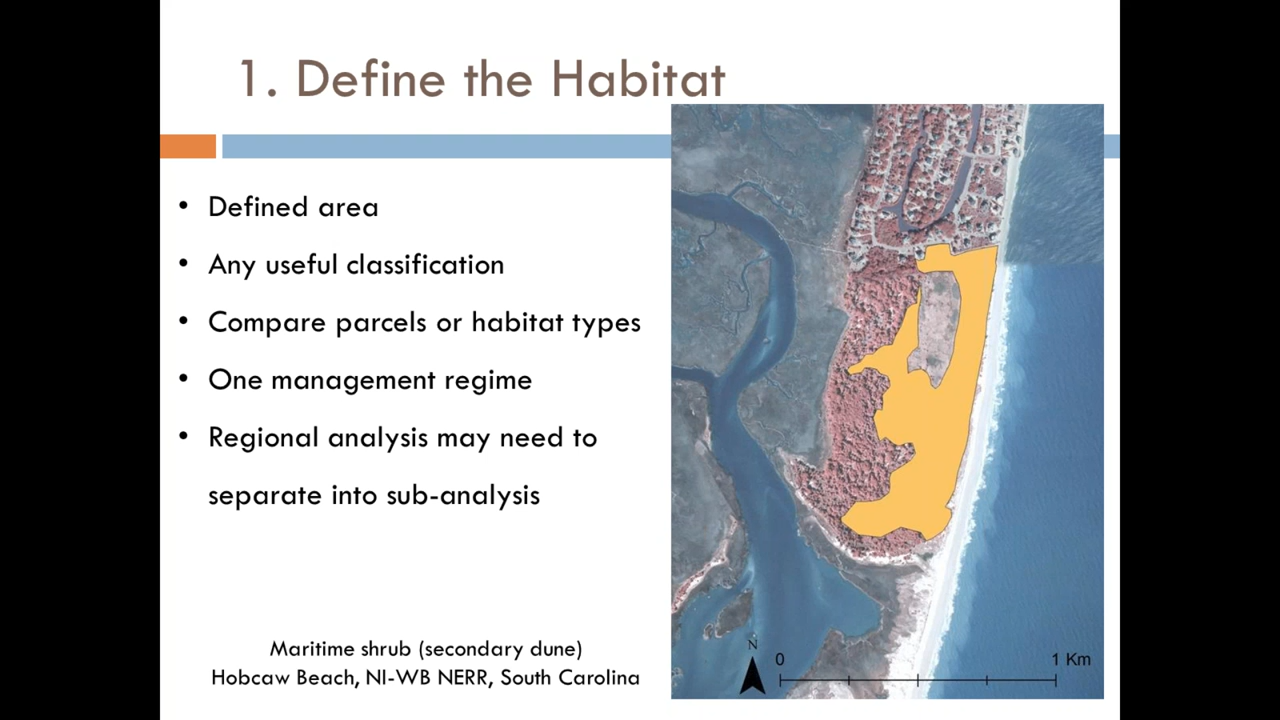 1. Define the Habitat
• Defined area
• Any useful classification
• Compare parcels or habitat types
• One management regime
• Regional analysis may need to
separate into sub-analysis
Maritime shrub (secondary dune)
Hobcaw Beach, NI-WB NERR, South Carolina
N
0
1 Km